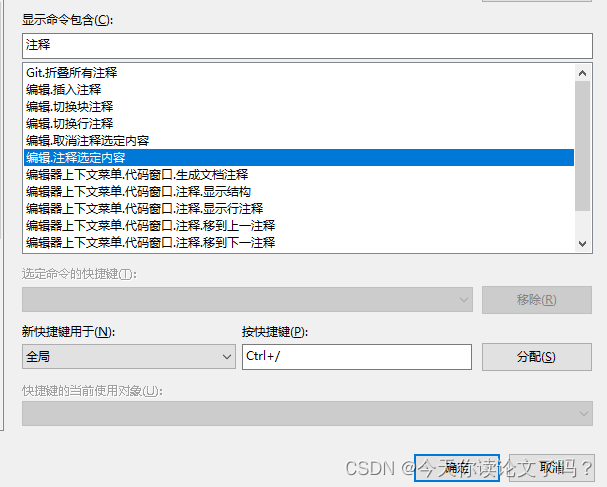 显示命令包含(C):
注释
Git.折叠所有注释
编辑.插入注释
编辑.切换块注释
编辑.切换行注释
编辑.取消注释选定内容
编辑.注释选定内容
编辑器上下文菜单.代码窗口.生成文档注释
编辑器上下文菜单.代码窗口.注释.显示结构
编辑器上下文菜单.代码窗口.注释.显示行注释
编辑器上下文菜单.代码窗口.注释.移到上一注释
编辑器上下文菜单.代码窗口.注释.移到下一注释
选定命令的快捷键(T):
移除(R)
新快捷键用于(N): 按快捷键(P):
全局 Ctrl+/ 分配(S)
快捷键的当前使用对象(U):
确定 取消
CSDN @今天你读论文了吗？